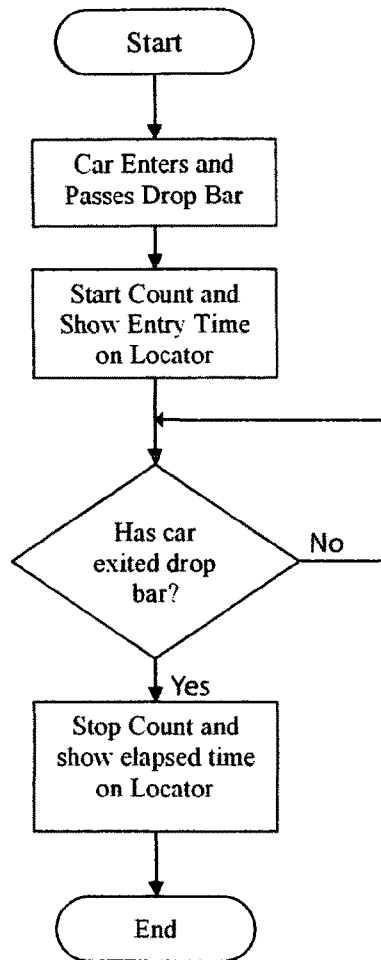 Start
Car Enters and
Passes Drop Bar
Start Count and
Show Entry Time
on Locator
Has car
exited drop
bar?
No
Yes
Stop Count and
show elapsed time
on Locator
End